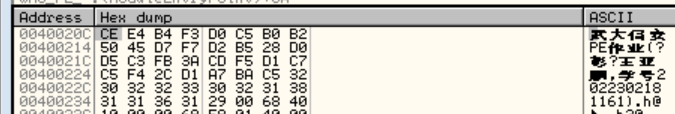 Address Hex dump ASCII
0040020C CE E4 B4 F3 D0 C5 B0 B2 武大信安
00400214 50 45 D7 F7 D2 B5 28 D0 PE作业(?
0040021C D5 C3 FB 3A CD F5 D1 C7 彰?王亚
00400224 C5 F4 2C D1 A7 BA C5 32 鹏,学号2
0040022C 30 32 32 33 30 32 31 38 02230218
00400234 31 31 36 31 29 00 68 40 1161).h@